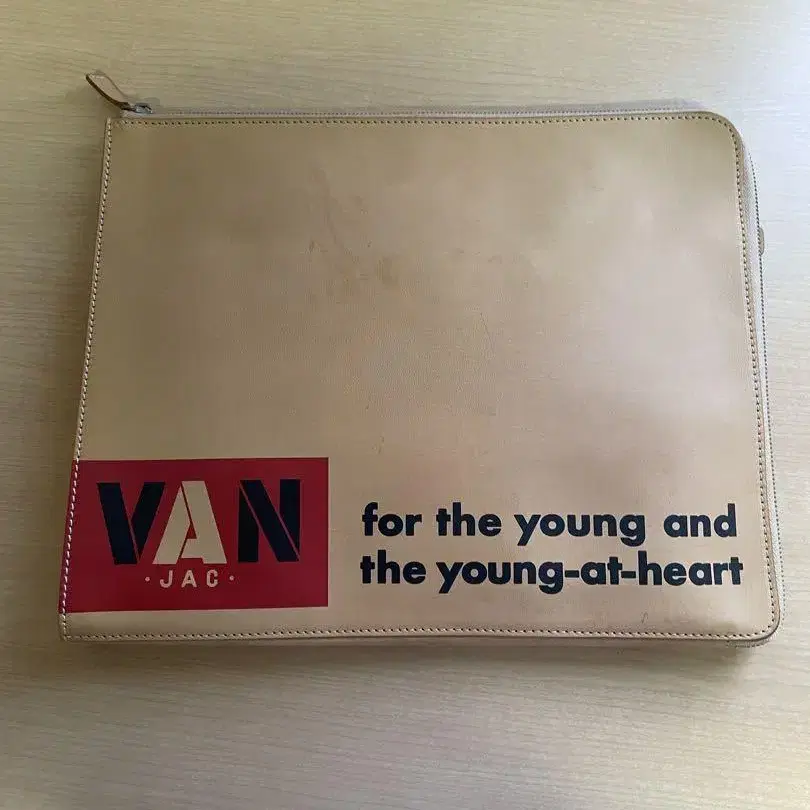 VAN
·JAC·
for the young and
the young-at-heart